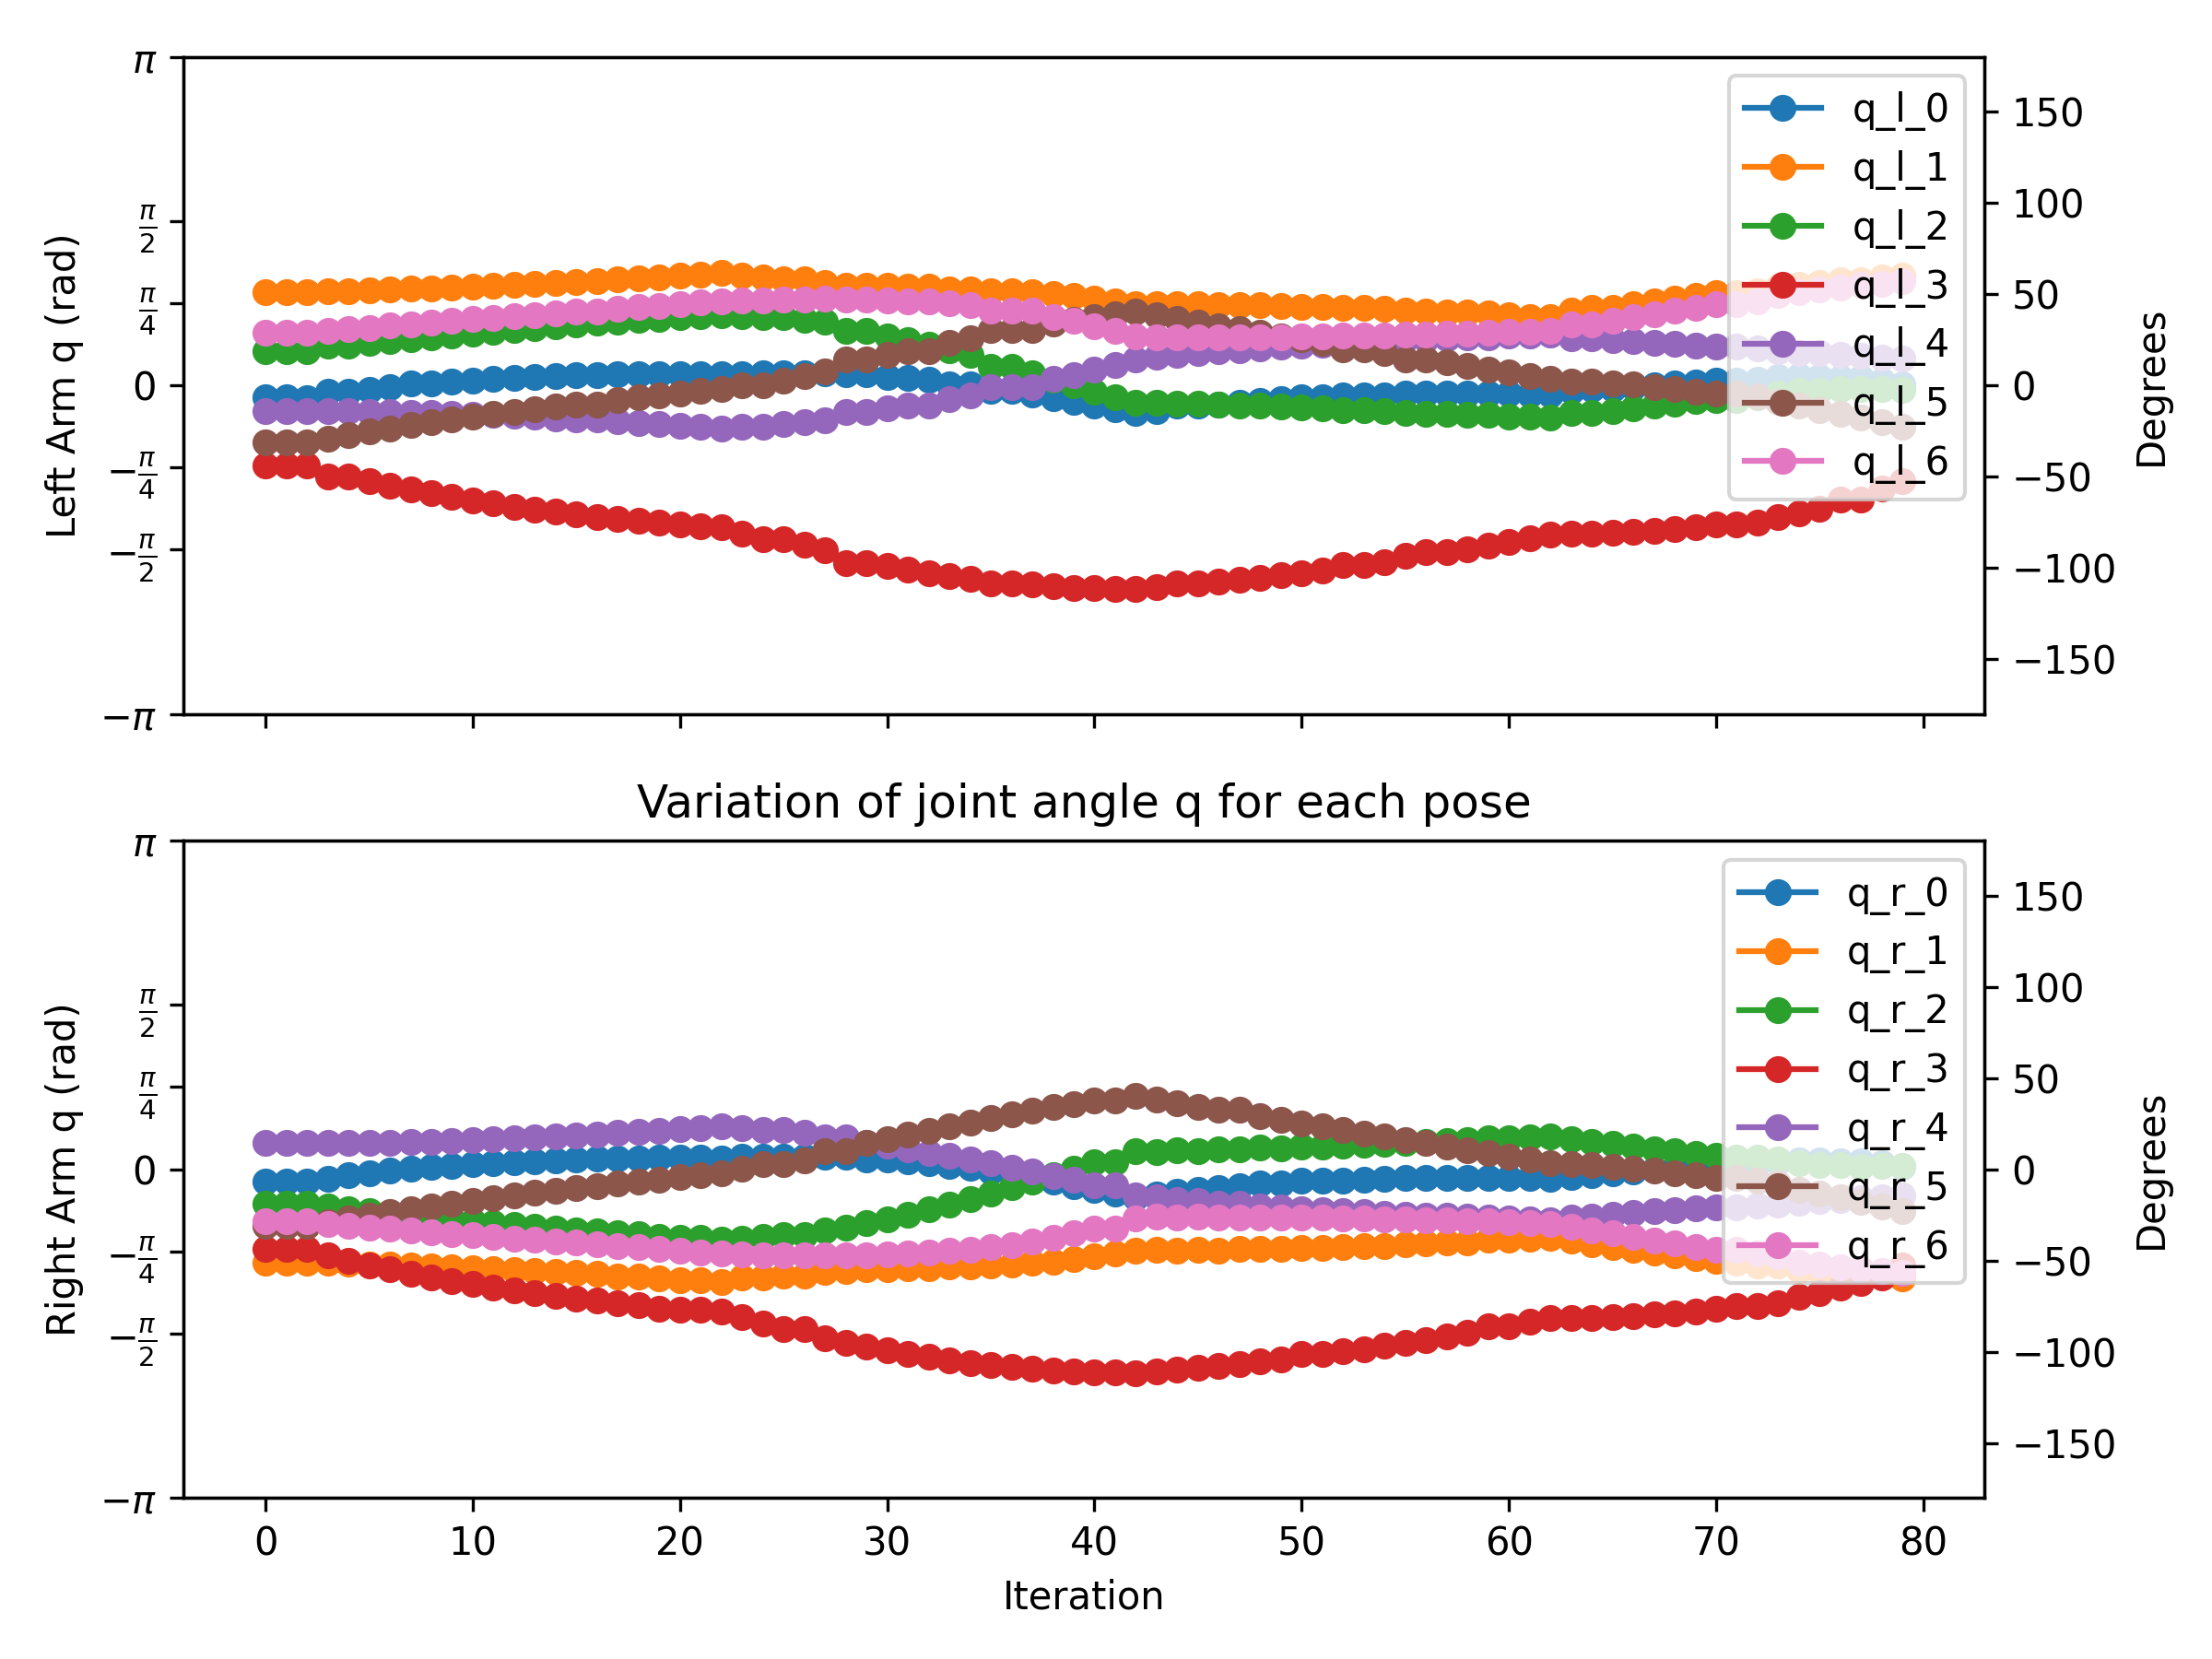 π
π/2
π/4
0
−π/4
−π/2
−π
Left Arm q (rad)
q_l_0
q_l_1
q_l_2
q_l_3
q_l_4
q_l_5
q_l_6
150
100
50
0
−50
−100
−150
Degrees
Variation of joint angle q for each pose
π
π/2
π/4
0
−π/4
−π/2
−π
Right Arm q (rad)
q_r_0
q_r_1
q_r_2
q_r_3
q_r_4
q_r_5
q_r_6
150
100
50
0
−50
−100
−150
Degrees
0 10 20 30 40 50 60 70 80
Iteration